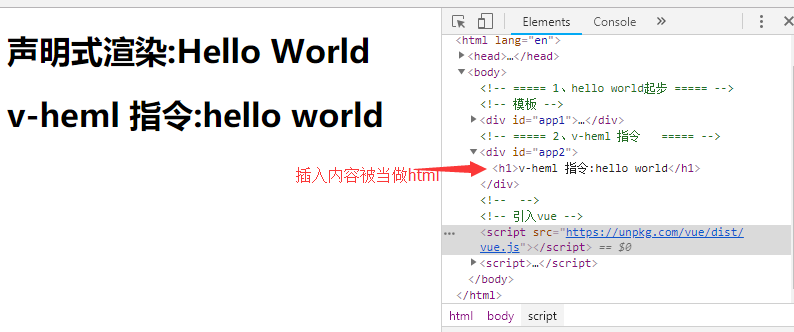 声明式渲染:Hello World
v-heml 指令:hello world
插入内容被当做html
Elements
Console
»
<html lang="en">
<head>…</head>
<body>
<!-- ===== 1、hello world起步 ===== -->
<!-- 模板 -->
<div id="app1">…</div>
<!-- ===== 2、v-heml 指令   ===== -->
<div id="app2">
<h1>v-heml 指令:hello world</h1>
</div>
<!--  -->
<!-- 引入vue -->
<script src="https://unpkg.com/vue/dist/
vue.js"></script> == $0
<script>…</script>
</body>
</html>
html body script